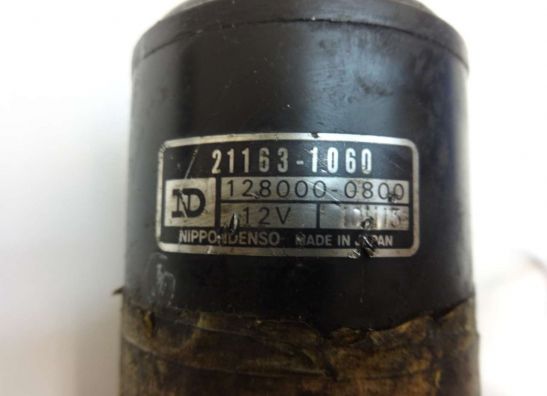 21163-1060
ND 128000-0800
12V
NIPPONDENSO MADE IN JAPAN